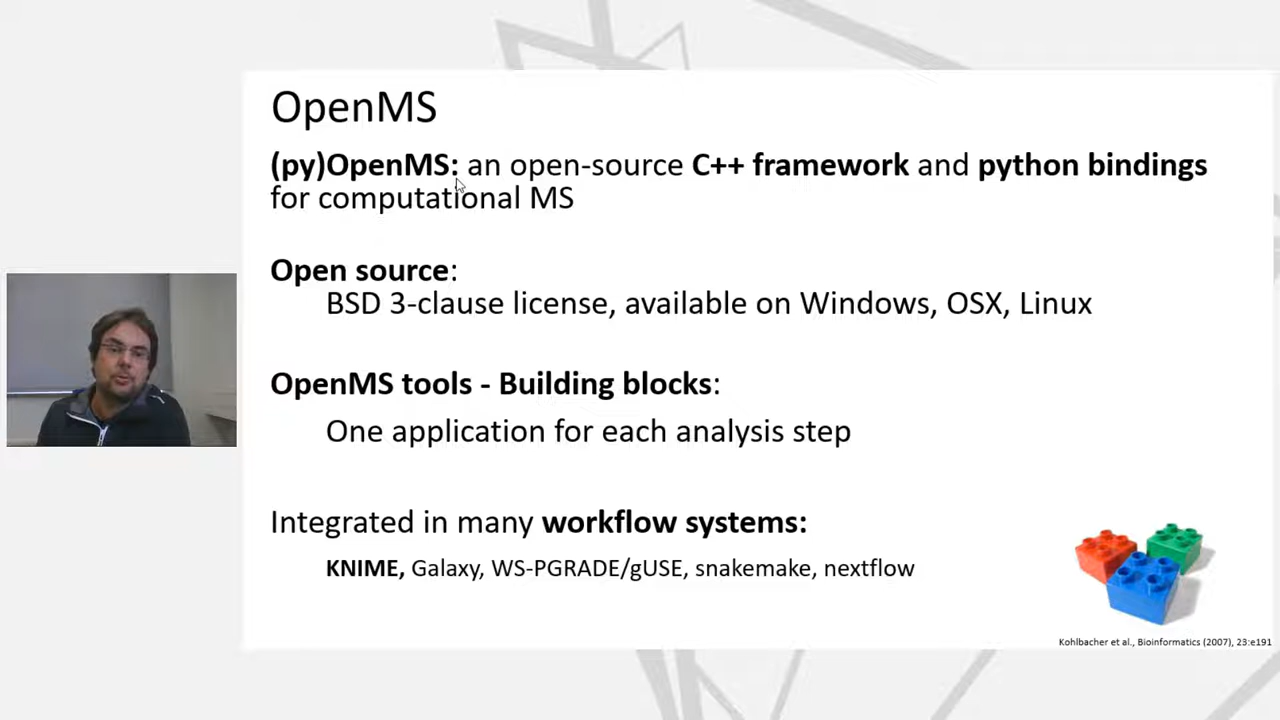 OpenMS
(py)OpenMS: an open-source C++ framework and python bindings
for computational MS
Open source:
BSD 3-clause license, available on Windows, OSX, Linux
OpenMS tools - Building blocks:
One application for each analysis step
Integrated in many workflow systems:
KNIME, Galaxy, WS-PGRADE/gUSE, snakemake, nextflow
Kohlbacher et al., Bioinformatics (2007), 23:e191